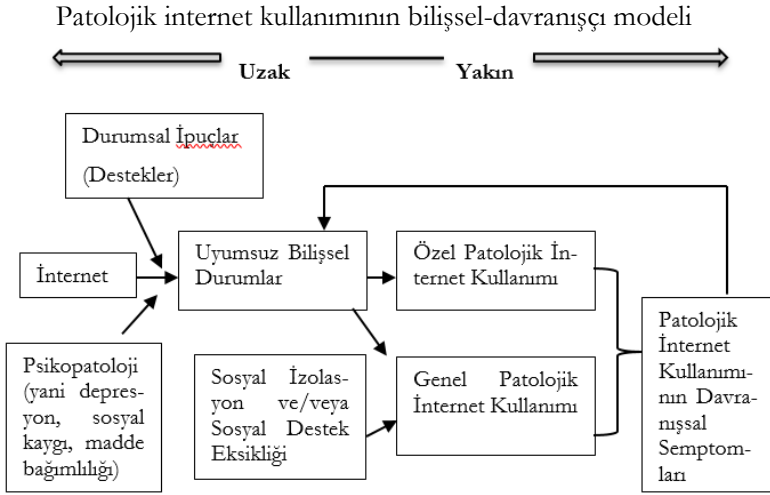 Patolojik internet kullanımının bilişsel-davranışçı modeli
Uzak
Yakın
Durumsal İpuçlar
(Destekler)
İnternet
Uyumsuz Bilişsel
Durumlar
Özel Patolojik İn-
ternet Kullanımı
Psikopatoloji
(yani depres-
yon, sosyal
kaygı, madde
bağımlılığı)
Sosyal İzolas-
yon ve/veya
Sosyal Destek
Eksikliği
Genel Patolojik
İnternet Kullanımı
Patolojik
İnternet
Kullanımı-
nın Davra-
nışsal
Semptom-
ları